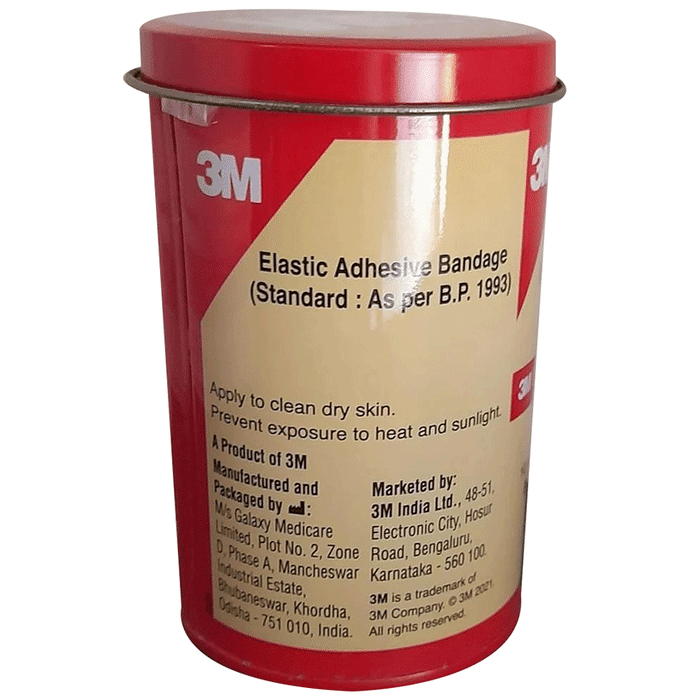 3M
Elastic Adhesive Bandage
(Standard : As per B.P. 1993)
Apply to clean dry skin.
Prevent exposure to heat and sunlight.
A Product of 3M
Manufactured and
Packaged by :
M/s Galaxy Medicare
Limited, Plot No. 2, Zone
D, Phase A, Mancheswar
Industrial Estate,
Bhubaneswar, Khordha,
Odisha - 751 010, India.
Marketed by:
3M India Ltd., 48-51,
Electronic City, Hosur
Road, Bengaluru,
Karnataka - 560 100.
3M is a trademark of
3M Company. © 3M 2021.
All rights reserved.
3M